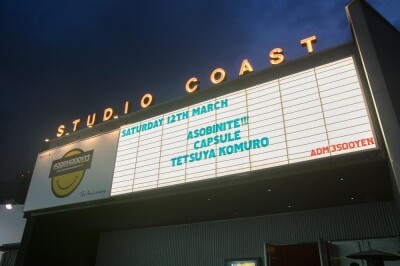 STUDIO COAST
SATURDAY 12TH MARCH
ASOBINITE!!!
CAPSULE
TETSUYA KOMURO
ADM 3500YEN